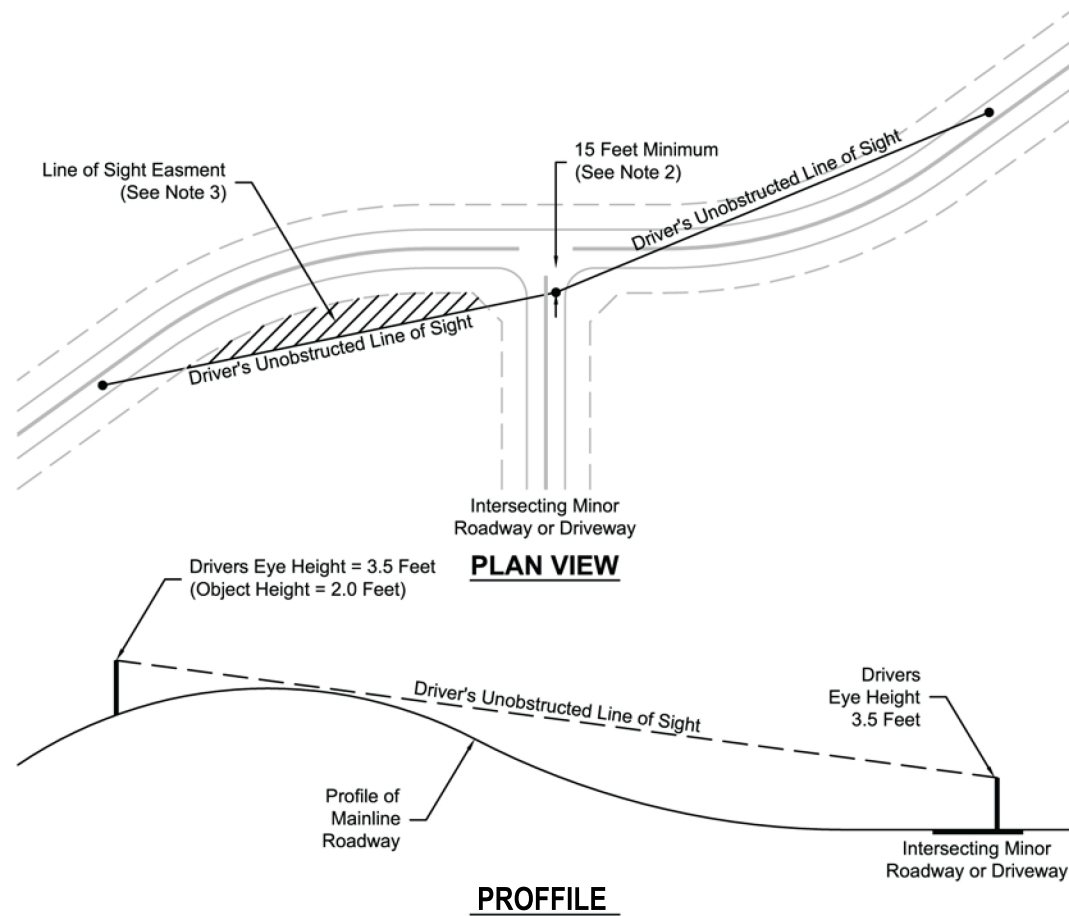 Line of Sight Easment
(See Note 3)
15 Feet Minimum
(See Note 2)
Driver's Unobstructed Line of Sight
Driver's Unobstructed Line of Sight
Intersecting Minor
Roadway or Driveway
PLAN VIEW
Drivers Eye Height = 3.5 Feet
(Object Height = 2.0 Feet)
Driver's Unobstructed Line of Sight
Drivers
Eye Height
3.5 Feet
Profile of
Mainline
Roadway
Intersecting Minor
Roadway or Driveway
PROFFILE